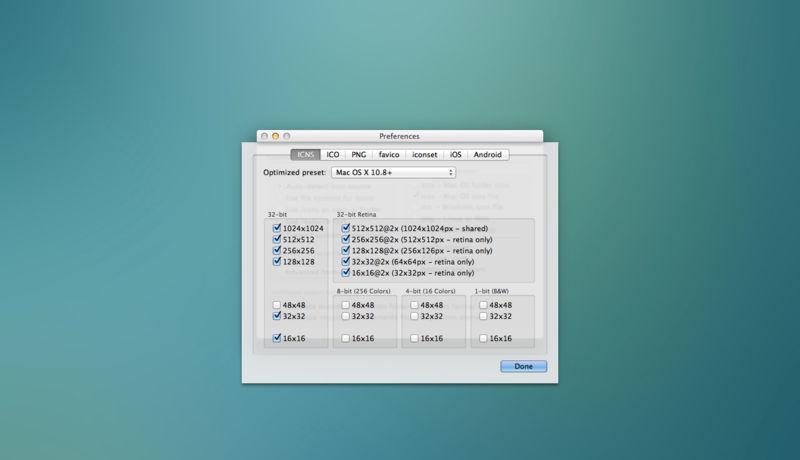 Preferences
ICNS ICO PNG favico iconset iOS Android
Optimized preset: Mac OS X 10.8+
32-bit 32-bit Retina
1024x1024 512x512@2x (1024x1024px - shared)
512x512 256x256@2x (512x512px - retina only)
256x256 128x128@2x (256x126px - retina only)
128x128 32x32@2x (64x64px - retina only)
16x16@2x (32x32px - retina only)
8-bit (256 Colors) 4-bit (16 Colors) 1-bit (B&W)
48x48 48x48 48x48 48x48
32x32 32x32 32x32 32x32
16x16 16x16 16x16 16x16
Done